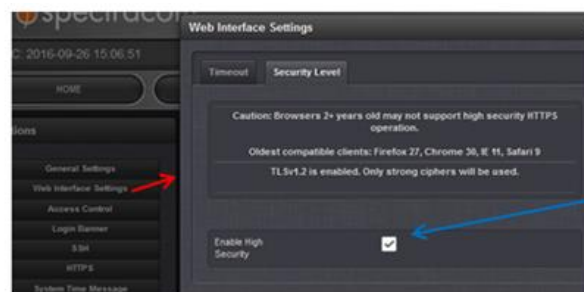 spectracom
Web Interface Settings
C: 2016-09-26 15:06:51
Timeout
Security Level
HOME
Caution: Browsers 2+ years old may not support high security HTTPS
operation.
Oldest compatible clients: Firefox 27, Chrome 30, IE 11, Safari 9
TLSv1.2 is enabled. Only strong ciphers will be used.
ions
General Settings
Web Interface Settings
Access Control
Login Banner
SSH
HTTPS
System Time Message
Enable High
Security